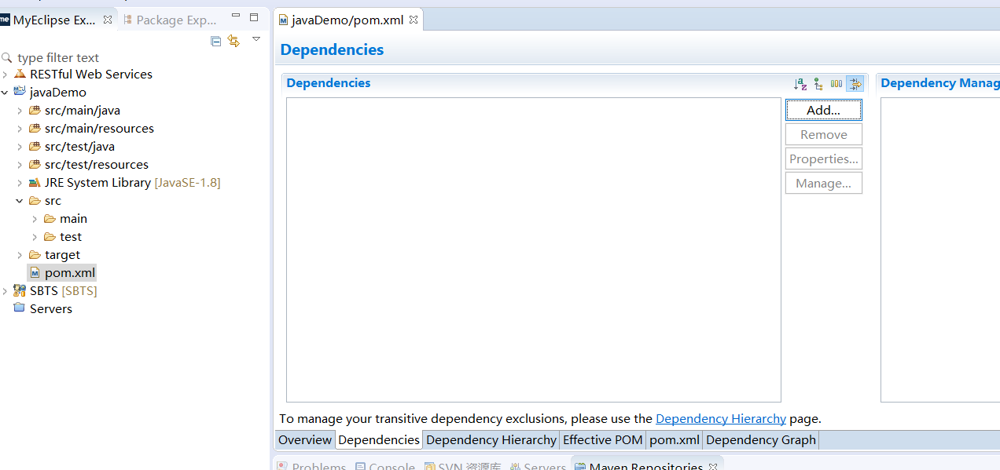 MyEclipse Ex...
Package Exp...
type filter text
RESTful Web Services
javaDemo
src/main/java
src/main/resources
src/test/java
src/test/resources
JRE System Library [JavaSE-1.8]
src
main
test
target
pom.xml
SBTS [SBTS]
Servers
javaDemo/pom.xml
Dependencies
Dependencies
Add...
Remove
Properties...
Manage...
Dependency Manag
To manage your transitive dependency exclusions, please use the Dependency Hierarchy page.
Overview Dependencies Dependency Hierarchy Effective POM pom.xml Dependency Graph
Problems Console SVN 资源库 Servers Maven Repositories